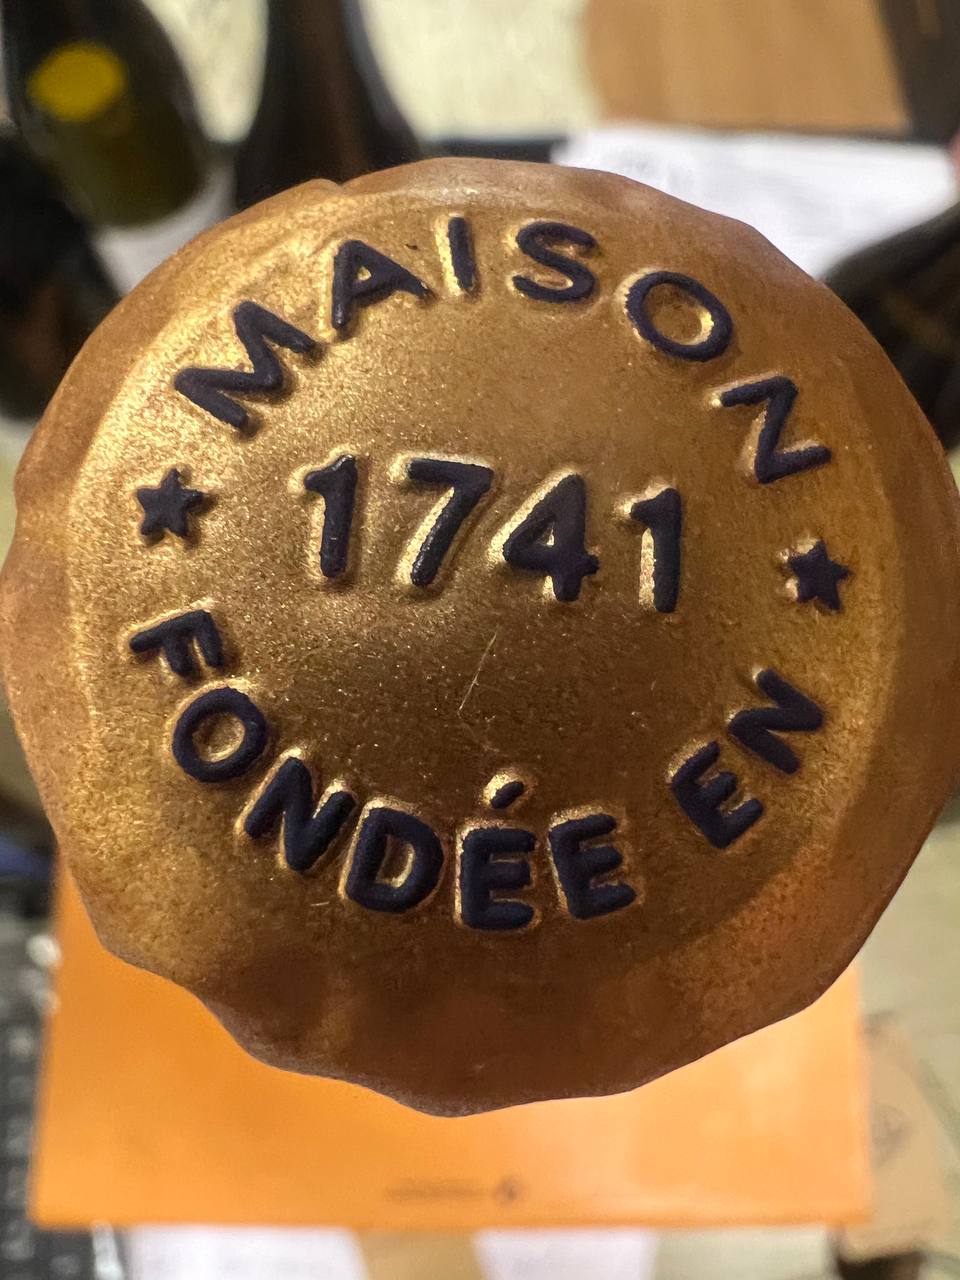 MAISON
★ 1741 ★
FONDÉE EN